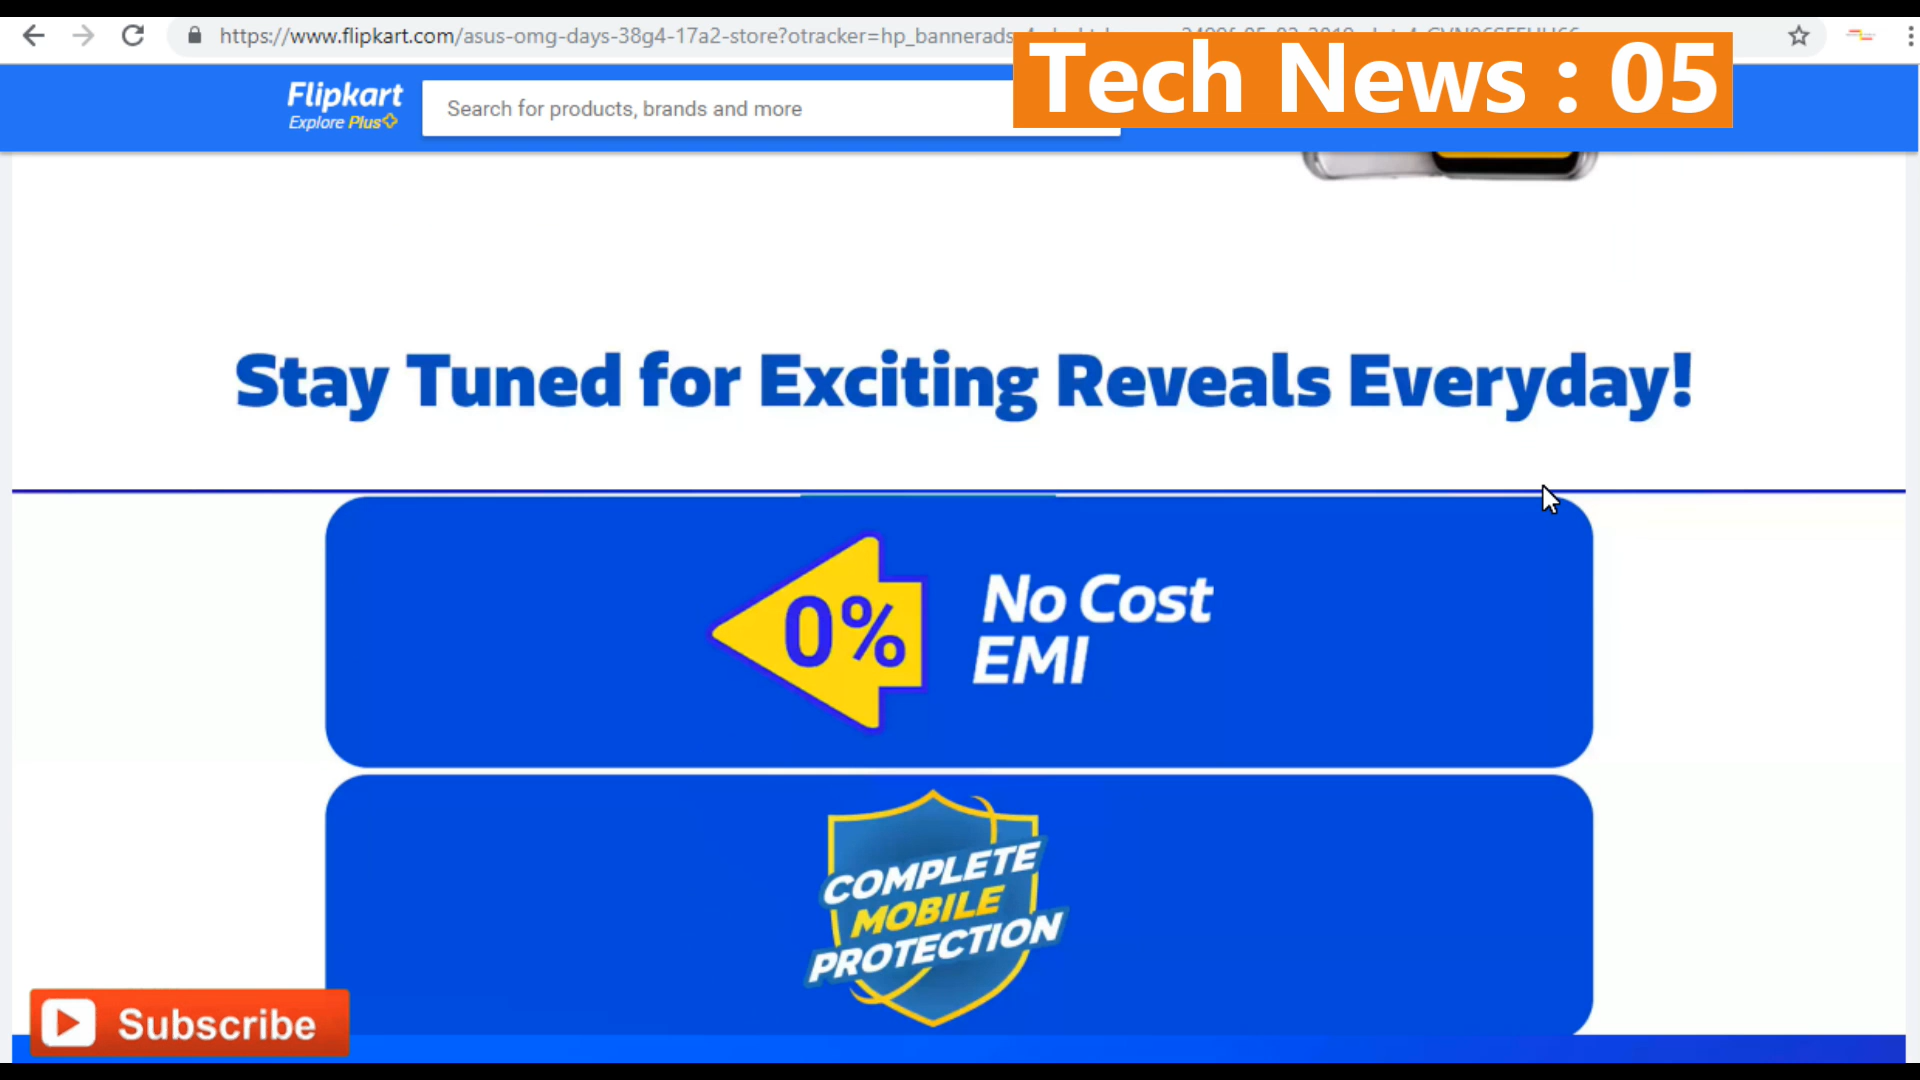 https://www.flipkart.com/asus-omg-days-38g4-17a2-store?otracker=hp_bannerads
Tech News : 05
Flipkart
Explore Plus
Search for products, brands and more
Stay Tuned for Exciting Reveals Everyday!
0%
No Cost
EMI
COMPLETE
MOBILE
PROTECTION
Subscribe